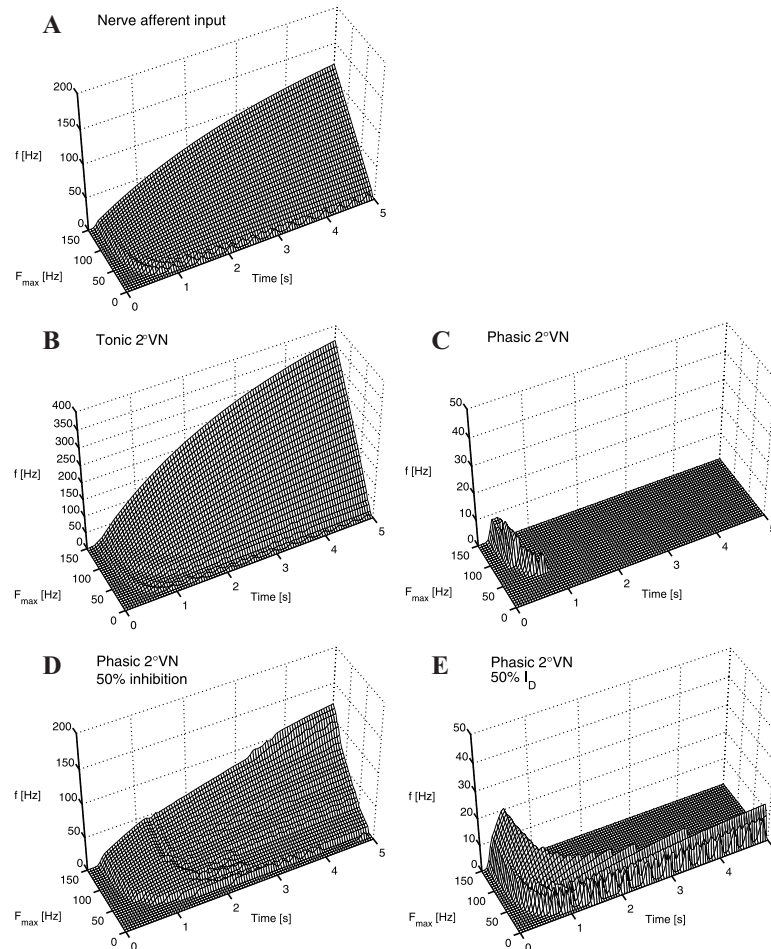 A
Nerve afferent input
200
150
100
50
0
f [Hz]
150
100
50
0
F_max [Hz]
0
1
2
3
4
5
Time [s]
B
Tonic 2°VN
400
350
300
250
200
150
100
50
0
f [Hz]
150
100
50
0
F_max [Hz]
0
1
2
3
4
5
Time [s]
C
Phasic 2°VN
50
40
30
20
10
0
f [Hz]
150
100
50
0
F_max [Hz]
0
1
2
3
4
5
Time [s]
D
Phasic 2°VN
50% inhibition
200
150
100
50
0
f [Hz]
150
100
50
0
F_max [Hz]
0
1
2
3
4
5
Time [s]
E
Phasic 2°VN
50% I_D
50
40
30
20
10
0
f [Hz]
150
100
50
0
F_max [Hz]
0
1
2
3
4
Time [s]